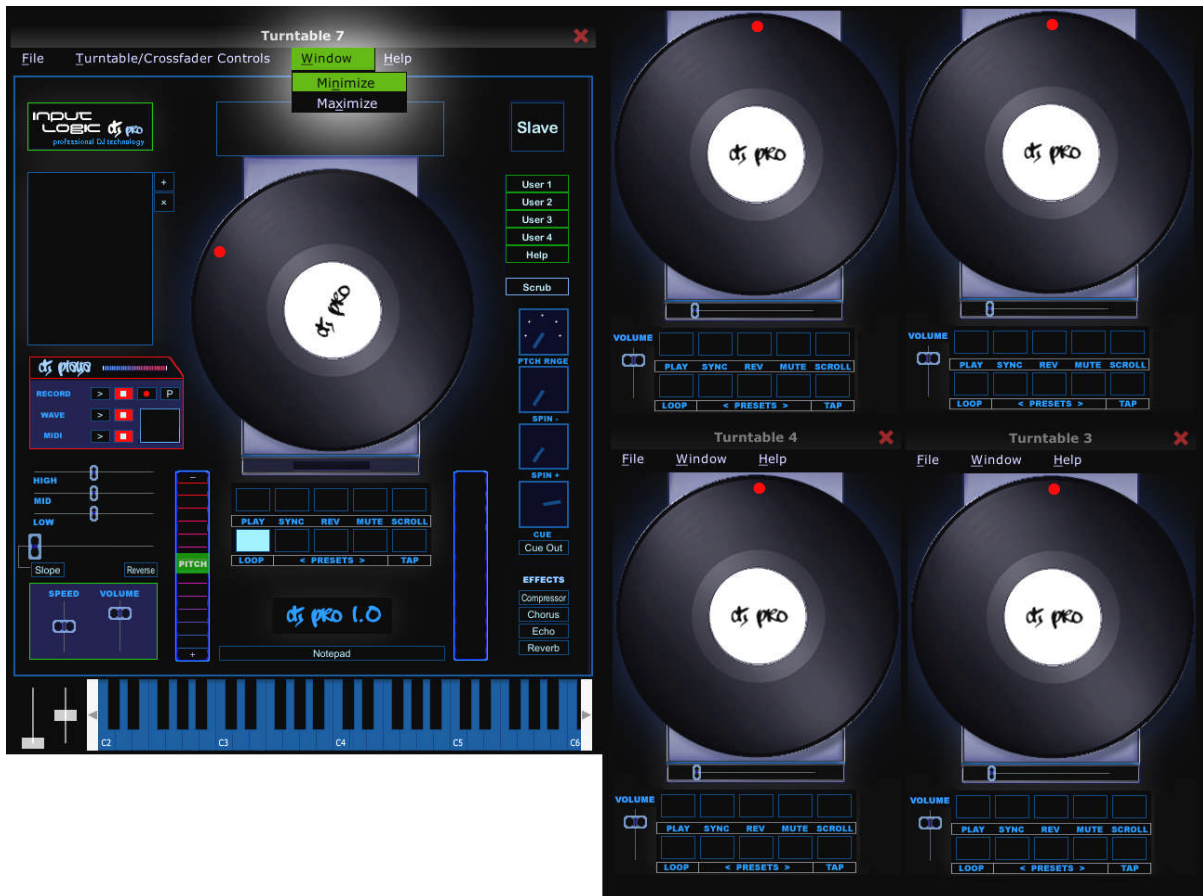 Turntable 7
File Turntable/Crossfader Controls Window Help
Minimize
Maximize
INPUT
LOGIC dj pro
professional DJ technology
Slave
+
×
User 1
User 2
User 3
User 4
Help
Scrub
dj pro
PTCH RNGE
SPIN -
SPIN +
CUE
Cue Out
dj playa
RECORD > P
WAVE >
MIDI >
HIGH
MID
LOW
Slope Reverse
SPEED VOLUME
−
PITCH
+
PLAY SYNC REV MUTE SCROLL
LOOP < PRESETS > TAP
dj pro 1.0
Notepad
EFFECTS
Compressor
Chorus
Echo
Reverb
C2 C3 C4 C5 C6
dj pro
VOLUME
PLAY SYNC REV MUTE SCROLL
LOOP < PRESETS > TAP
dj pro
VOLUME
PLAY SYNC REV MUTE SCROLL
LOOP < PRESETS > TAP
Turntable 4
File Window Help
dj pro
VOLUME
PLAY SYNC REV MUTE SCROLL
LOOP < PRESETS > TAP
Turntable 3
File Window Help
dj pro
VOLUME
PLAY SYNC REV MUTE SCROLL
LOOP < PRESETS > TAP